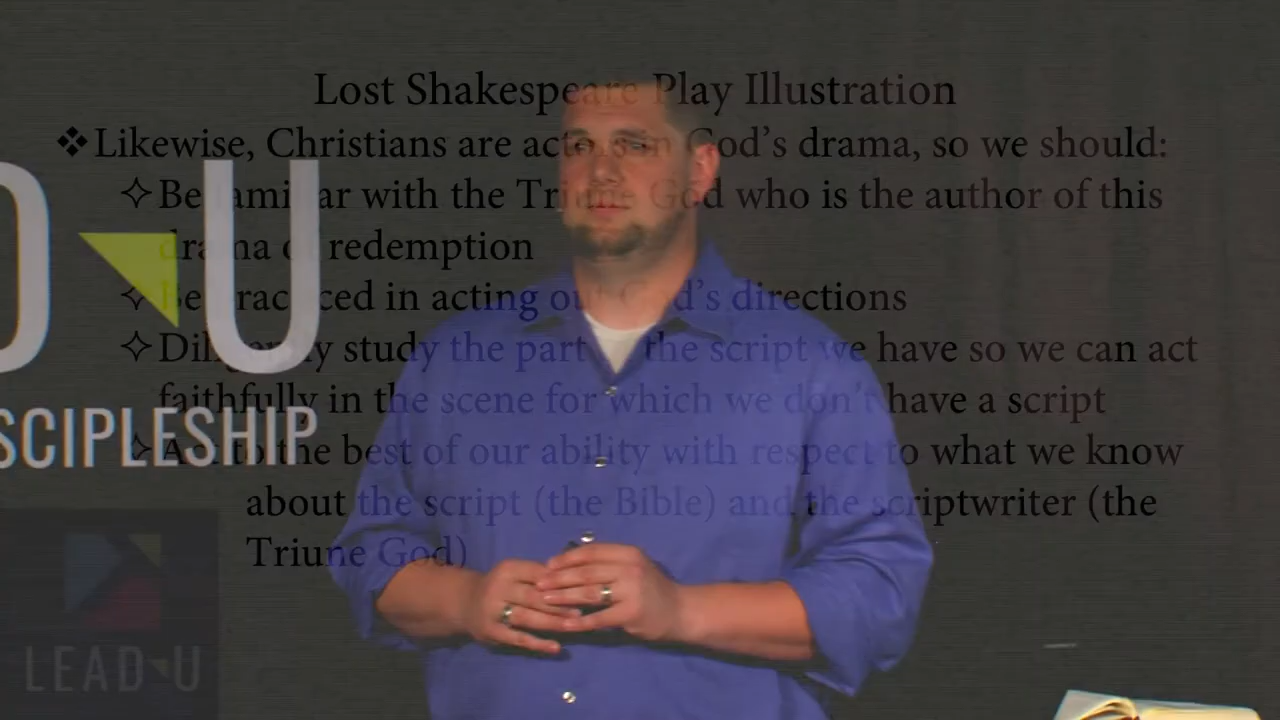 Lost Shakespeare Play Illustration
❖Likewise, Christians are actors in God's drama, so we should:
✧Be familiar with the Triune God who is the author of this
drama of redemption
✧Be practiced in acting out God's directions
✧Diligently study the part of the script we have so we can act
faithfully in the scene for which we don't have a script
✧Act to the best of our ability with respect to what we know
about the script (the Bible) and the scriptwriter (the
Triune God)
D U
SCIPLESHIP
LEAD U